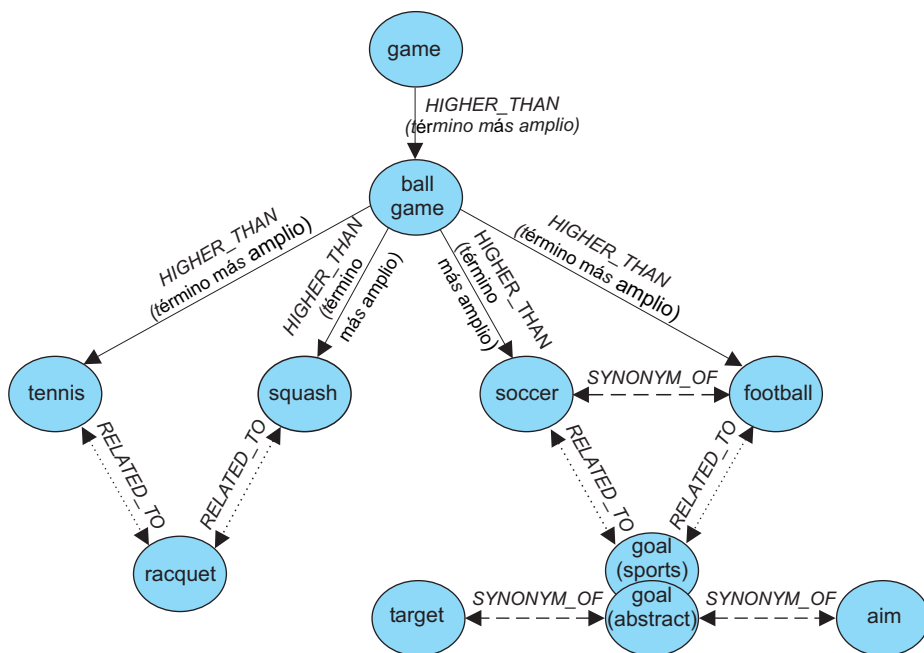 game
HIGHER_THAN
(término más amplio)
ball
game
HIGHER_THAN
(término más amplio)
HIGHER_THAN
(término
más amplio)
HIGHER_THAN
(término
más amplio)
HIGHER_THAN
(término más
amplio)
tennis
squash
soccer
SYNONYM_OF
football
RELATED_TO
RELATED_TO
RELATED_TO
RELATED_TO
racquet
goal
(sports)
target
SYNONYM_OF
goal
(abstract)
SYNONYM_OF
aim